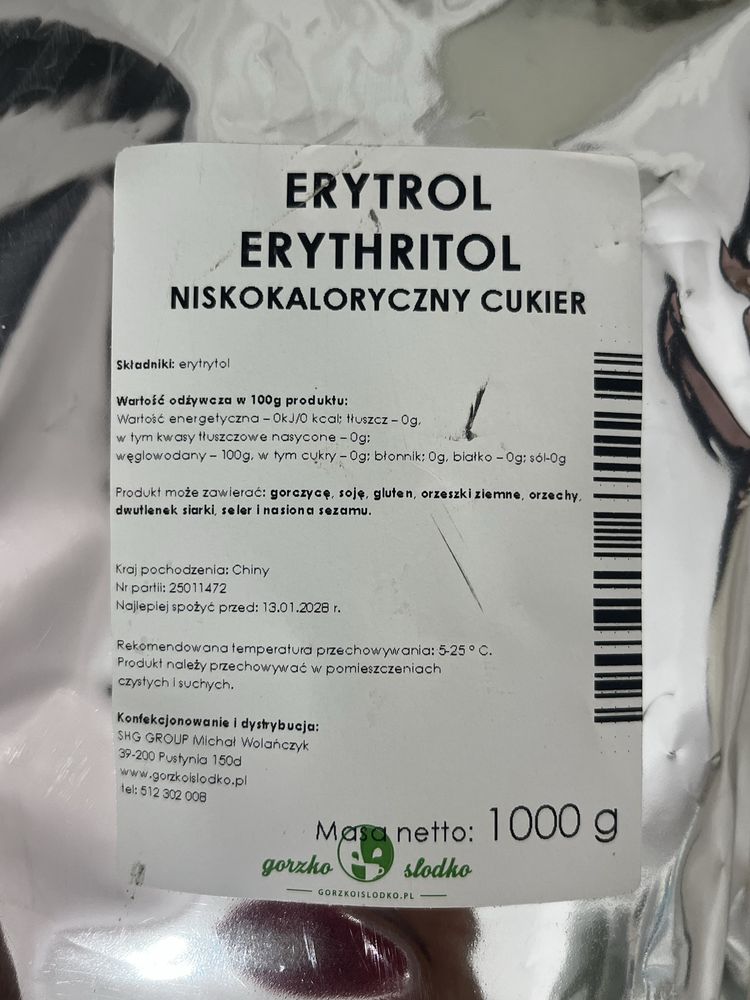 ERYTROL
ERYTHRITOL
NISKOKALORYCZNY CUKIER
Składniki: erytrytol
Wartość odżywcza w 100g produktu:
Wartość energetyczna – 0kJ/0 kcal; tłuszcz – 0g,
w tym kwasy tłuszczowe nasycone – 0g;
węglowodany – 100g, w tym cukry – 0g; błonnik; 0g, białko – 0g; sól-0g
Produkt może zawierać: gorczycę, soję, gluten, orzeszki ziemne, orzechy,
dwutlenek siarki, seler i nasiona sezamu.
Kraj pochodzenia: Chiny
Nr partii: 25011472
Najlepiej spożyć przed: 13.01.2028 r.
Rekomendowana temperatura przechowywania: 5-25 ° C.
Produkt należy przechowywać w pomieszczeniach
czystych i suchych.
Konfekcjonowanie i dystrybucja:
SHG GROUP Michał Wolańczyk
39-200 Pustynia 150d
www.gorzkoislodko.pl
tel: 512 302 008
Masa netto: 1000 g
gorzko slodko
GORZKOISLODKO.PL